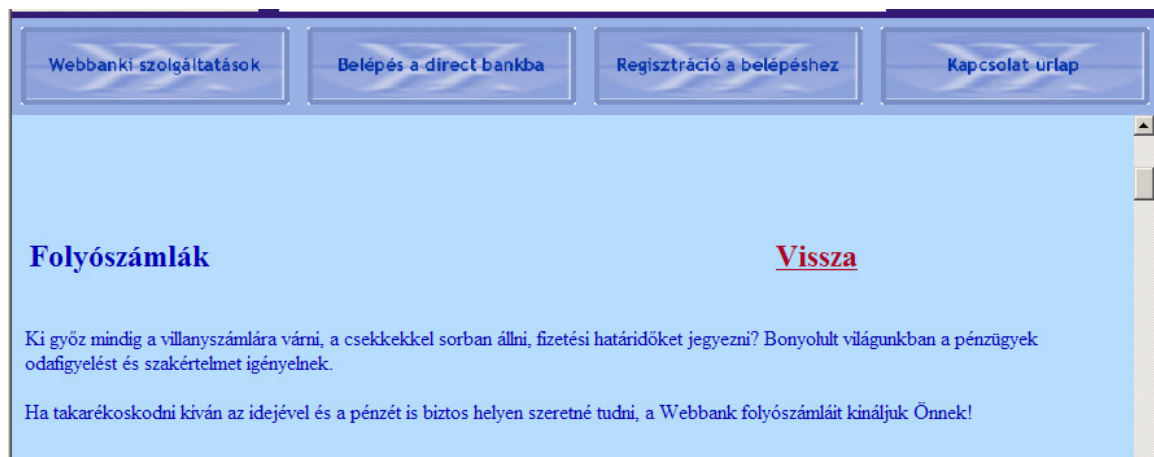 Webbanki szolgáltatások
Belépés a direct bankba
Regisztráció a belépéshez
Kapcsolat űrlap
Folyószámlák
Vissza
Ki győz mindig a villanyszámlára várni, a csekkekkel sorban állni, fizetési határidőket jegyezni? Bonyolult világunkban a pénzügyek
odafigyelést és szakértelmet igényelnek.
Ha takarékoskodni kíván az idejével és a pénzét is biztos helyen szeretné tudni, a Webbank folyószámláit kínáljuk Önnek!